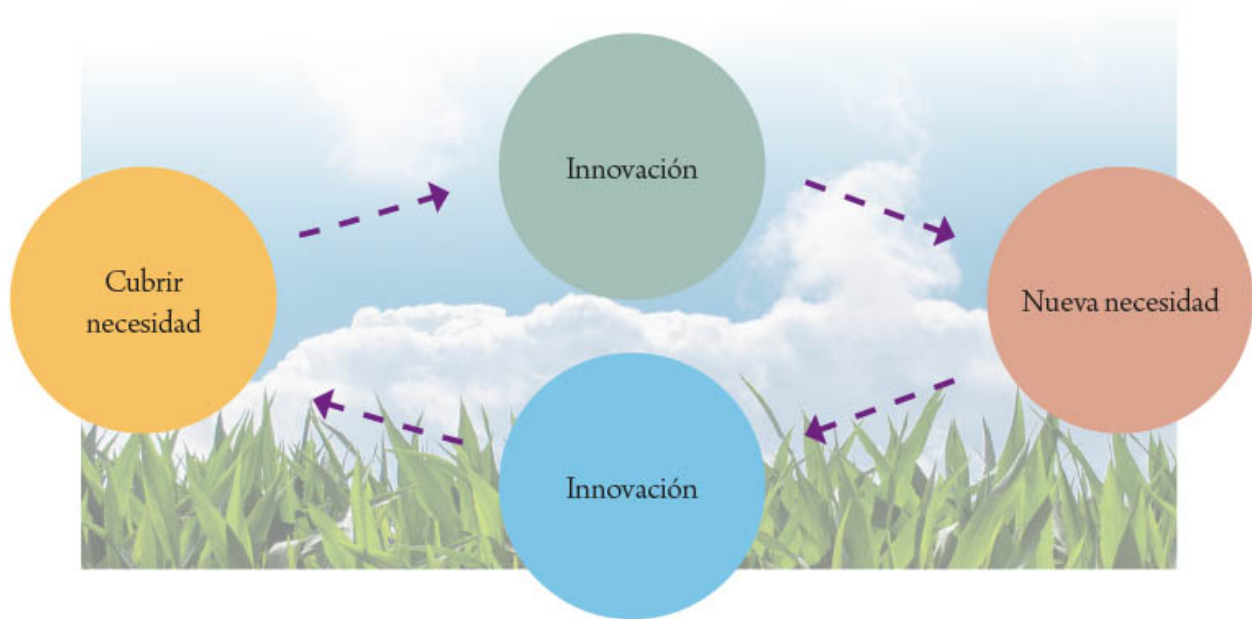 Innovación
Cubrir
necesidad
Nueva necesidad
Innovación